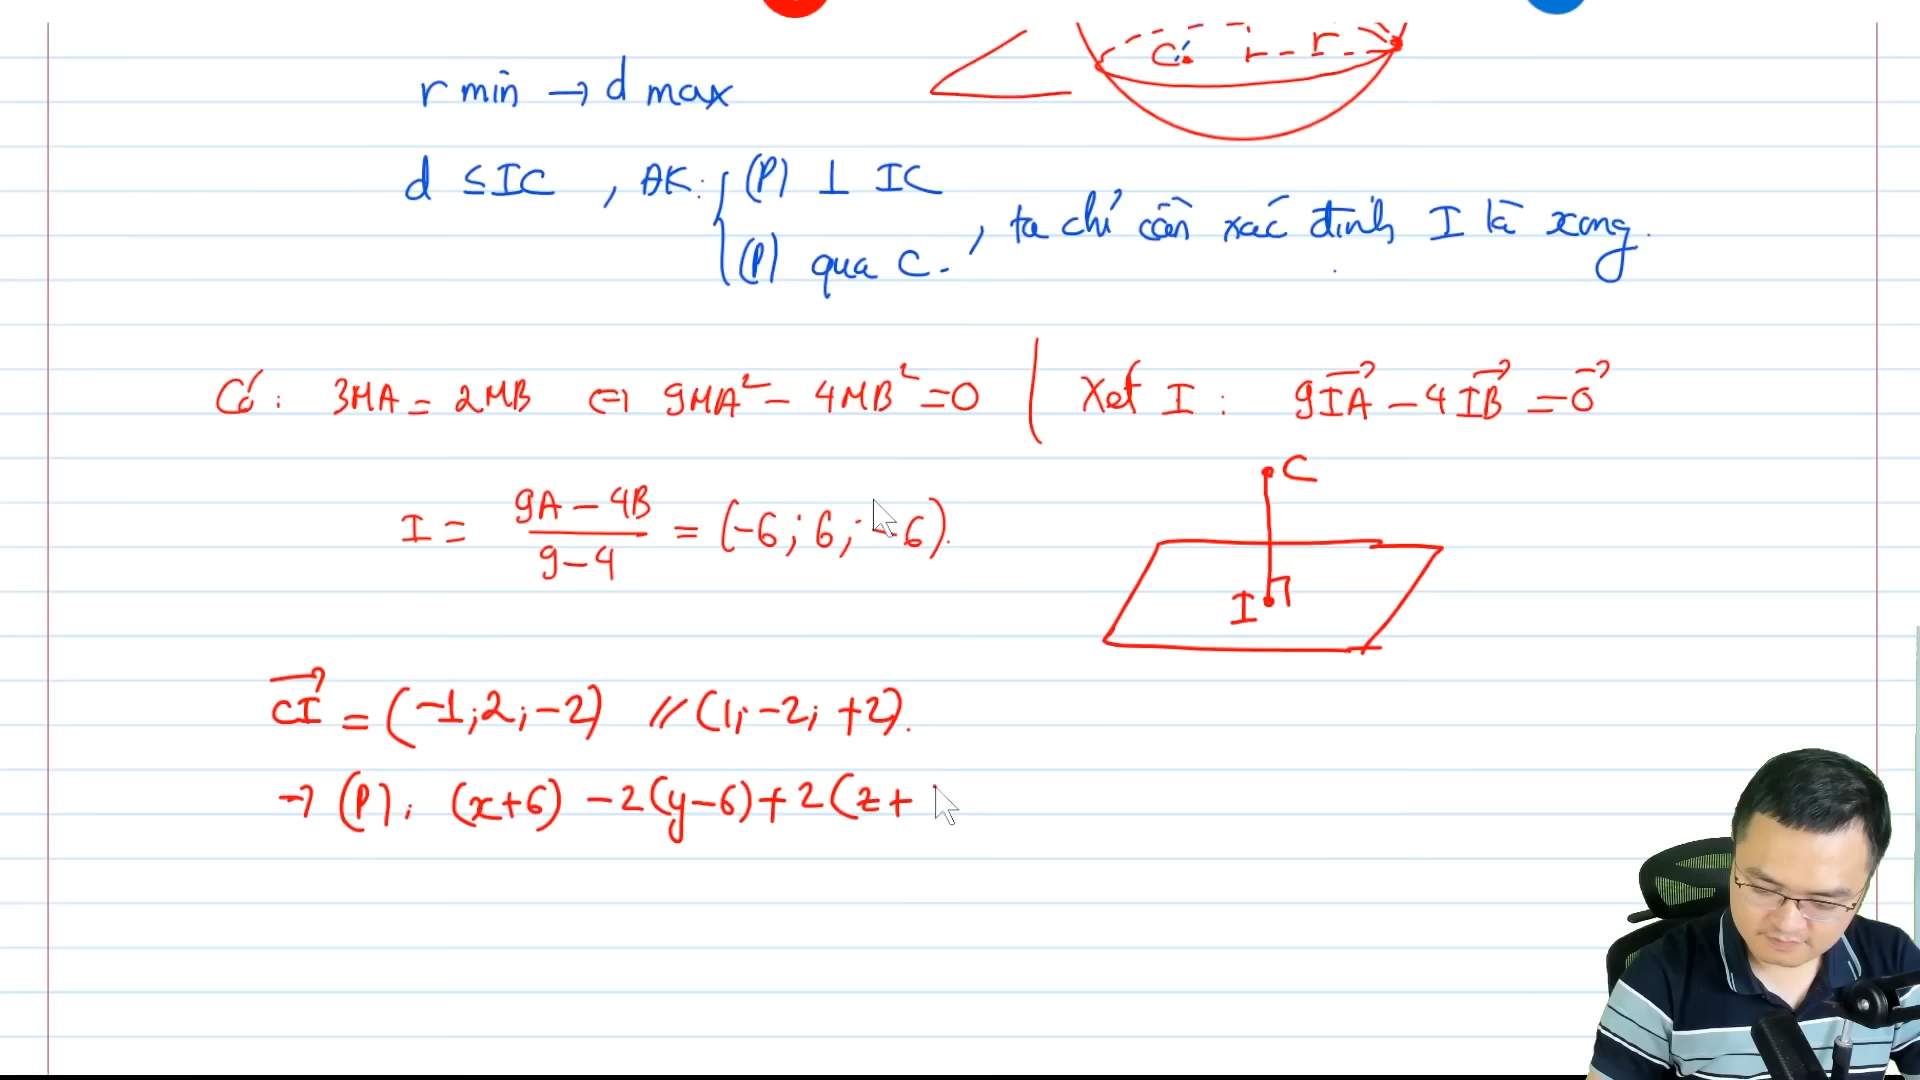 C r
r min → d max
d ≤ IC , ĐK: { (P) ⊥ IC
(P) qua C. , ta chỉ cần xác định I là xong.
Có: 3MA = 2MB ⇔ 9MA² − 4MB² = 0 | Xét I : 9IA⃗ − 4IB⃗ = 0⃗
C
I = (9A − 4B)/(9 − 4) = (−6; 6; −6).
I
CI⃗ = (−1; 2; −2) // (1; −2; +2).
→ (P): (x+6) − 2(y−6) + 2(z+